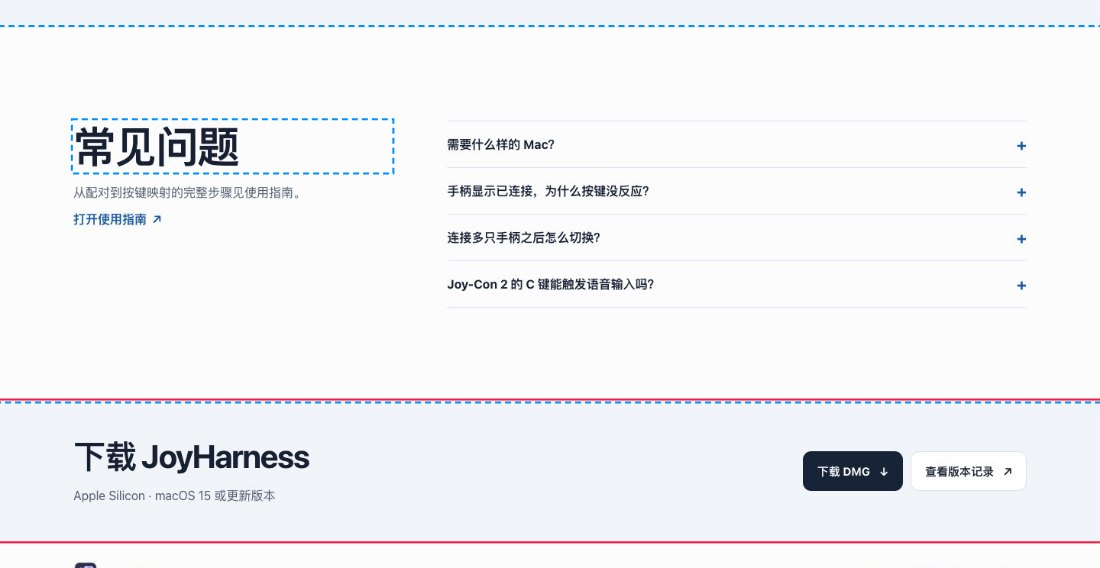 常见问题
从配对到按键映射的完整步骤见使用指南。
打开使用指南 ↗
需要什么样的 Mac? +
手柄显示已连接，为什么按键没反应? +
连接多只手柄之后怎么切换? +
Joy-Con 2 的 C 键能触发语音输入吗? +
下载 JoyHarness
Apple Silicon · macOS 15 或更新版本
下载 DMG ↓
查看版本记录 ↗